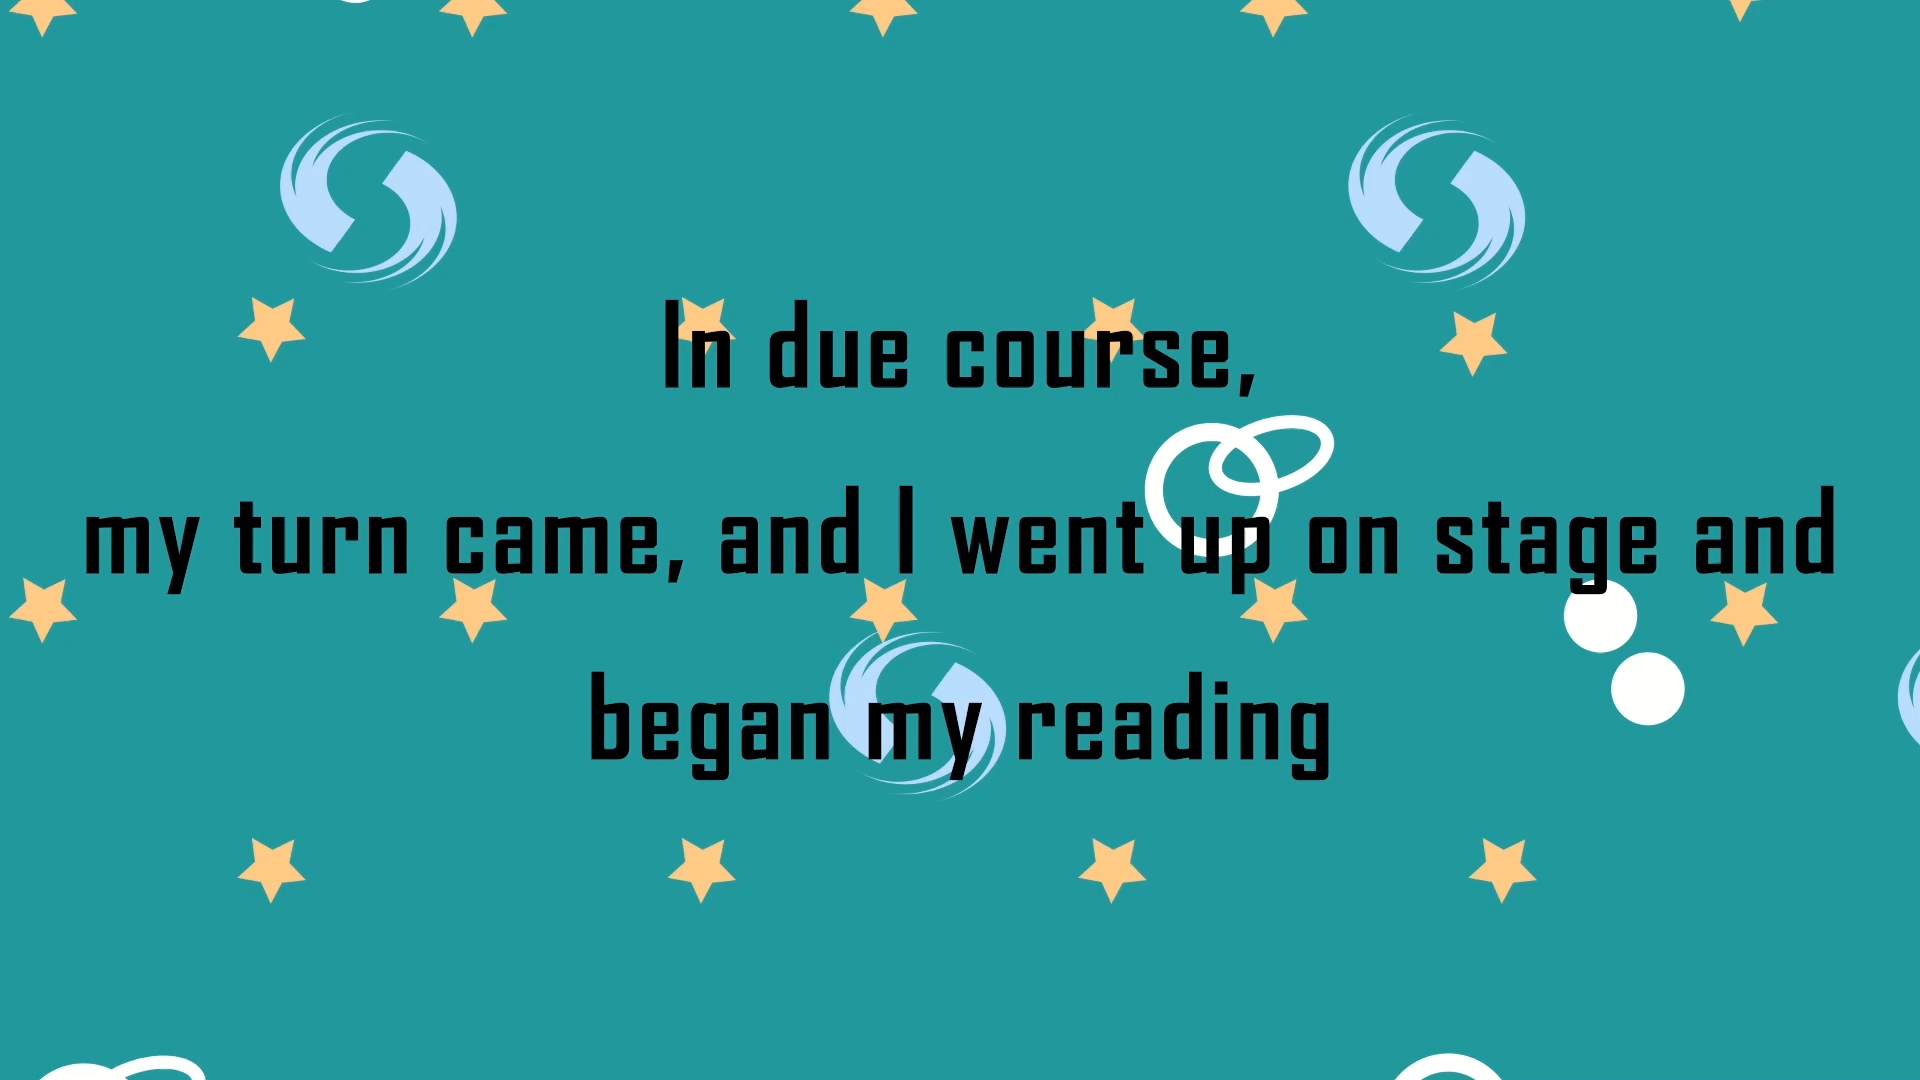 In due course,
my turn came, and I went up on stage and
began my reading